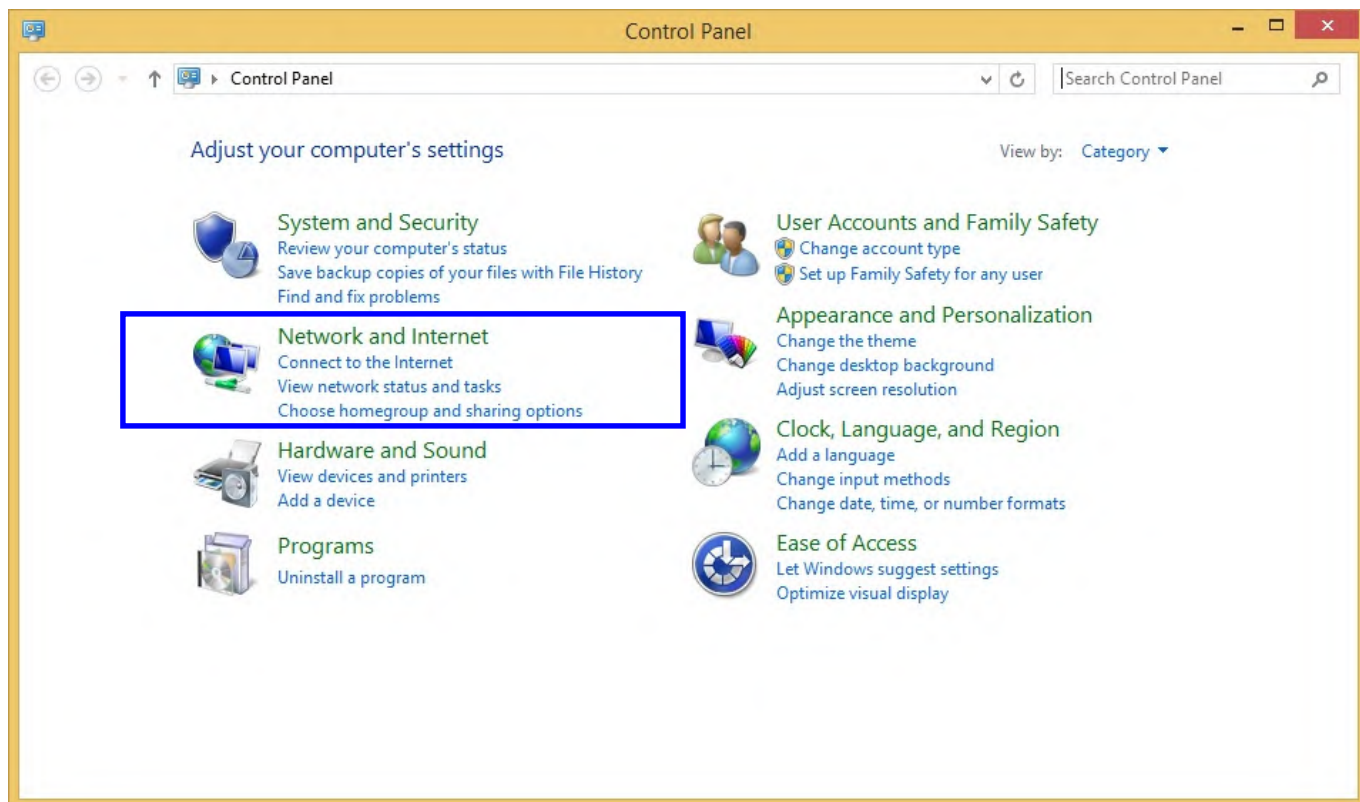 Control Panel
Control Panel
Search Control Panel
Adjust your computer's settings
View by: Category
System and Security
Review your computer's status
Save backup copies of your files with File History
Find and fix problems
Network and Internet
Connect to the Internet
View network status and tasks
Choose homegroup and sharing options
Hardware and Sound
View devices and printers
Add a device
Programs
Uninstall a program
User Accounts and Family Safety
Change account type
Set up Family Safety for any user
Appearance and Personalization
Change the theme
Change desktop background
Adjust screen resolution
Clock, Language, and Region
Add a language
Change input methods
Change date, time, or number formats
Ease of Access
Let Windows suggest settings
Optimize visual display